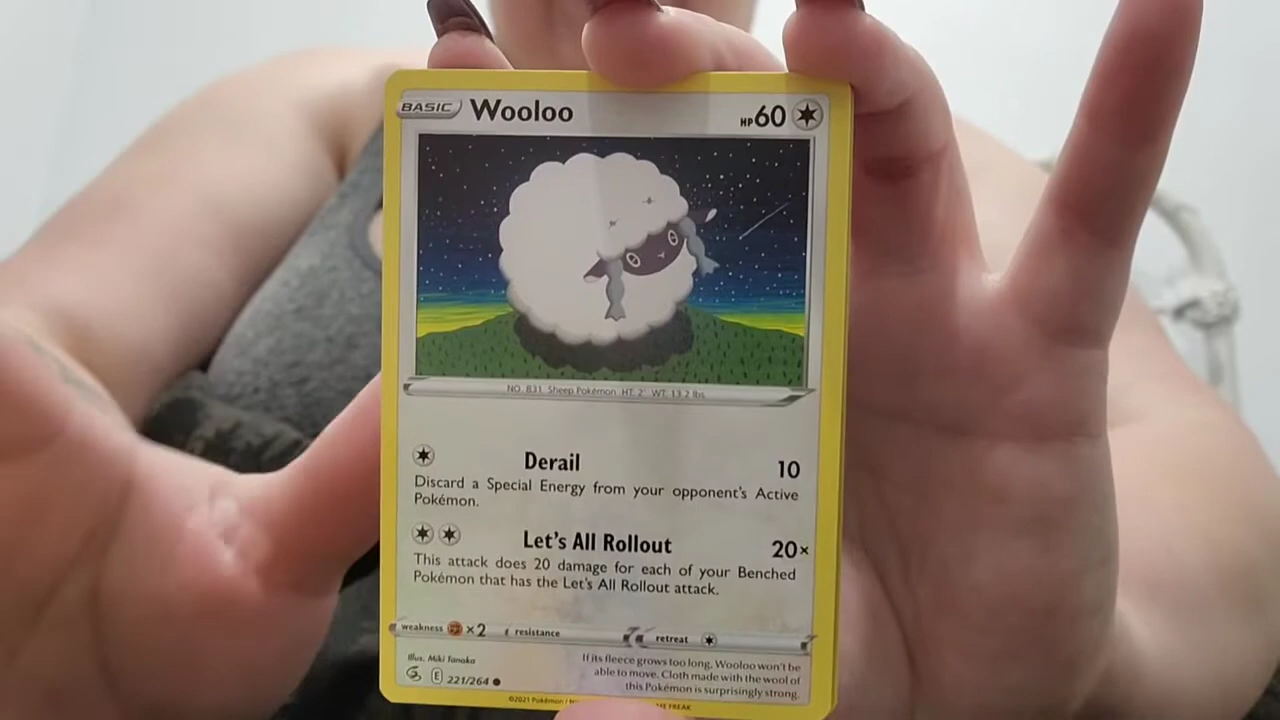 BASIC Wooloo HP 60
NO. 831 Sheep Pokémon HT: 2' WT: 13.2 lbs.
Derail 10
Discard a Special Energy from your opponent's Active
Pokémon.
Let's All Rollout 20×
This attack does 20 damage for each of your Benched
Pokémon that has the Let's All Rollout attack.
weakness ×2 resistance retreat
Illus. Miki Tanaka
E 221/264
If its fleece grows too long, Wooloo won't be
able to move. Cloth made with the wool of
this Pokémon is surprisingly strong.
©2021 Pokémon / FREAK